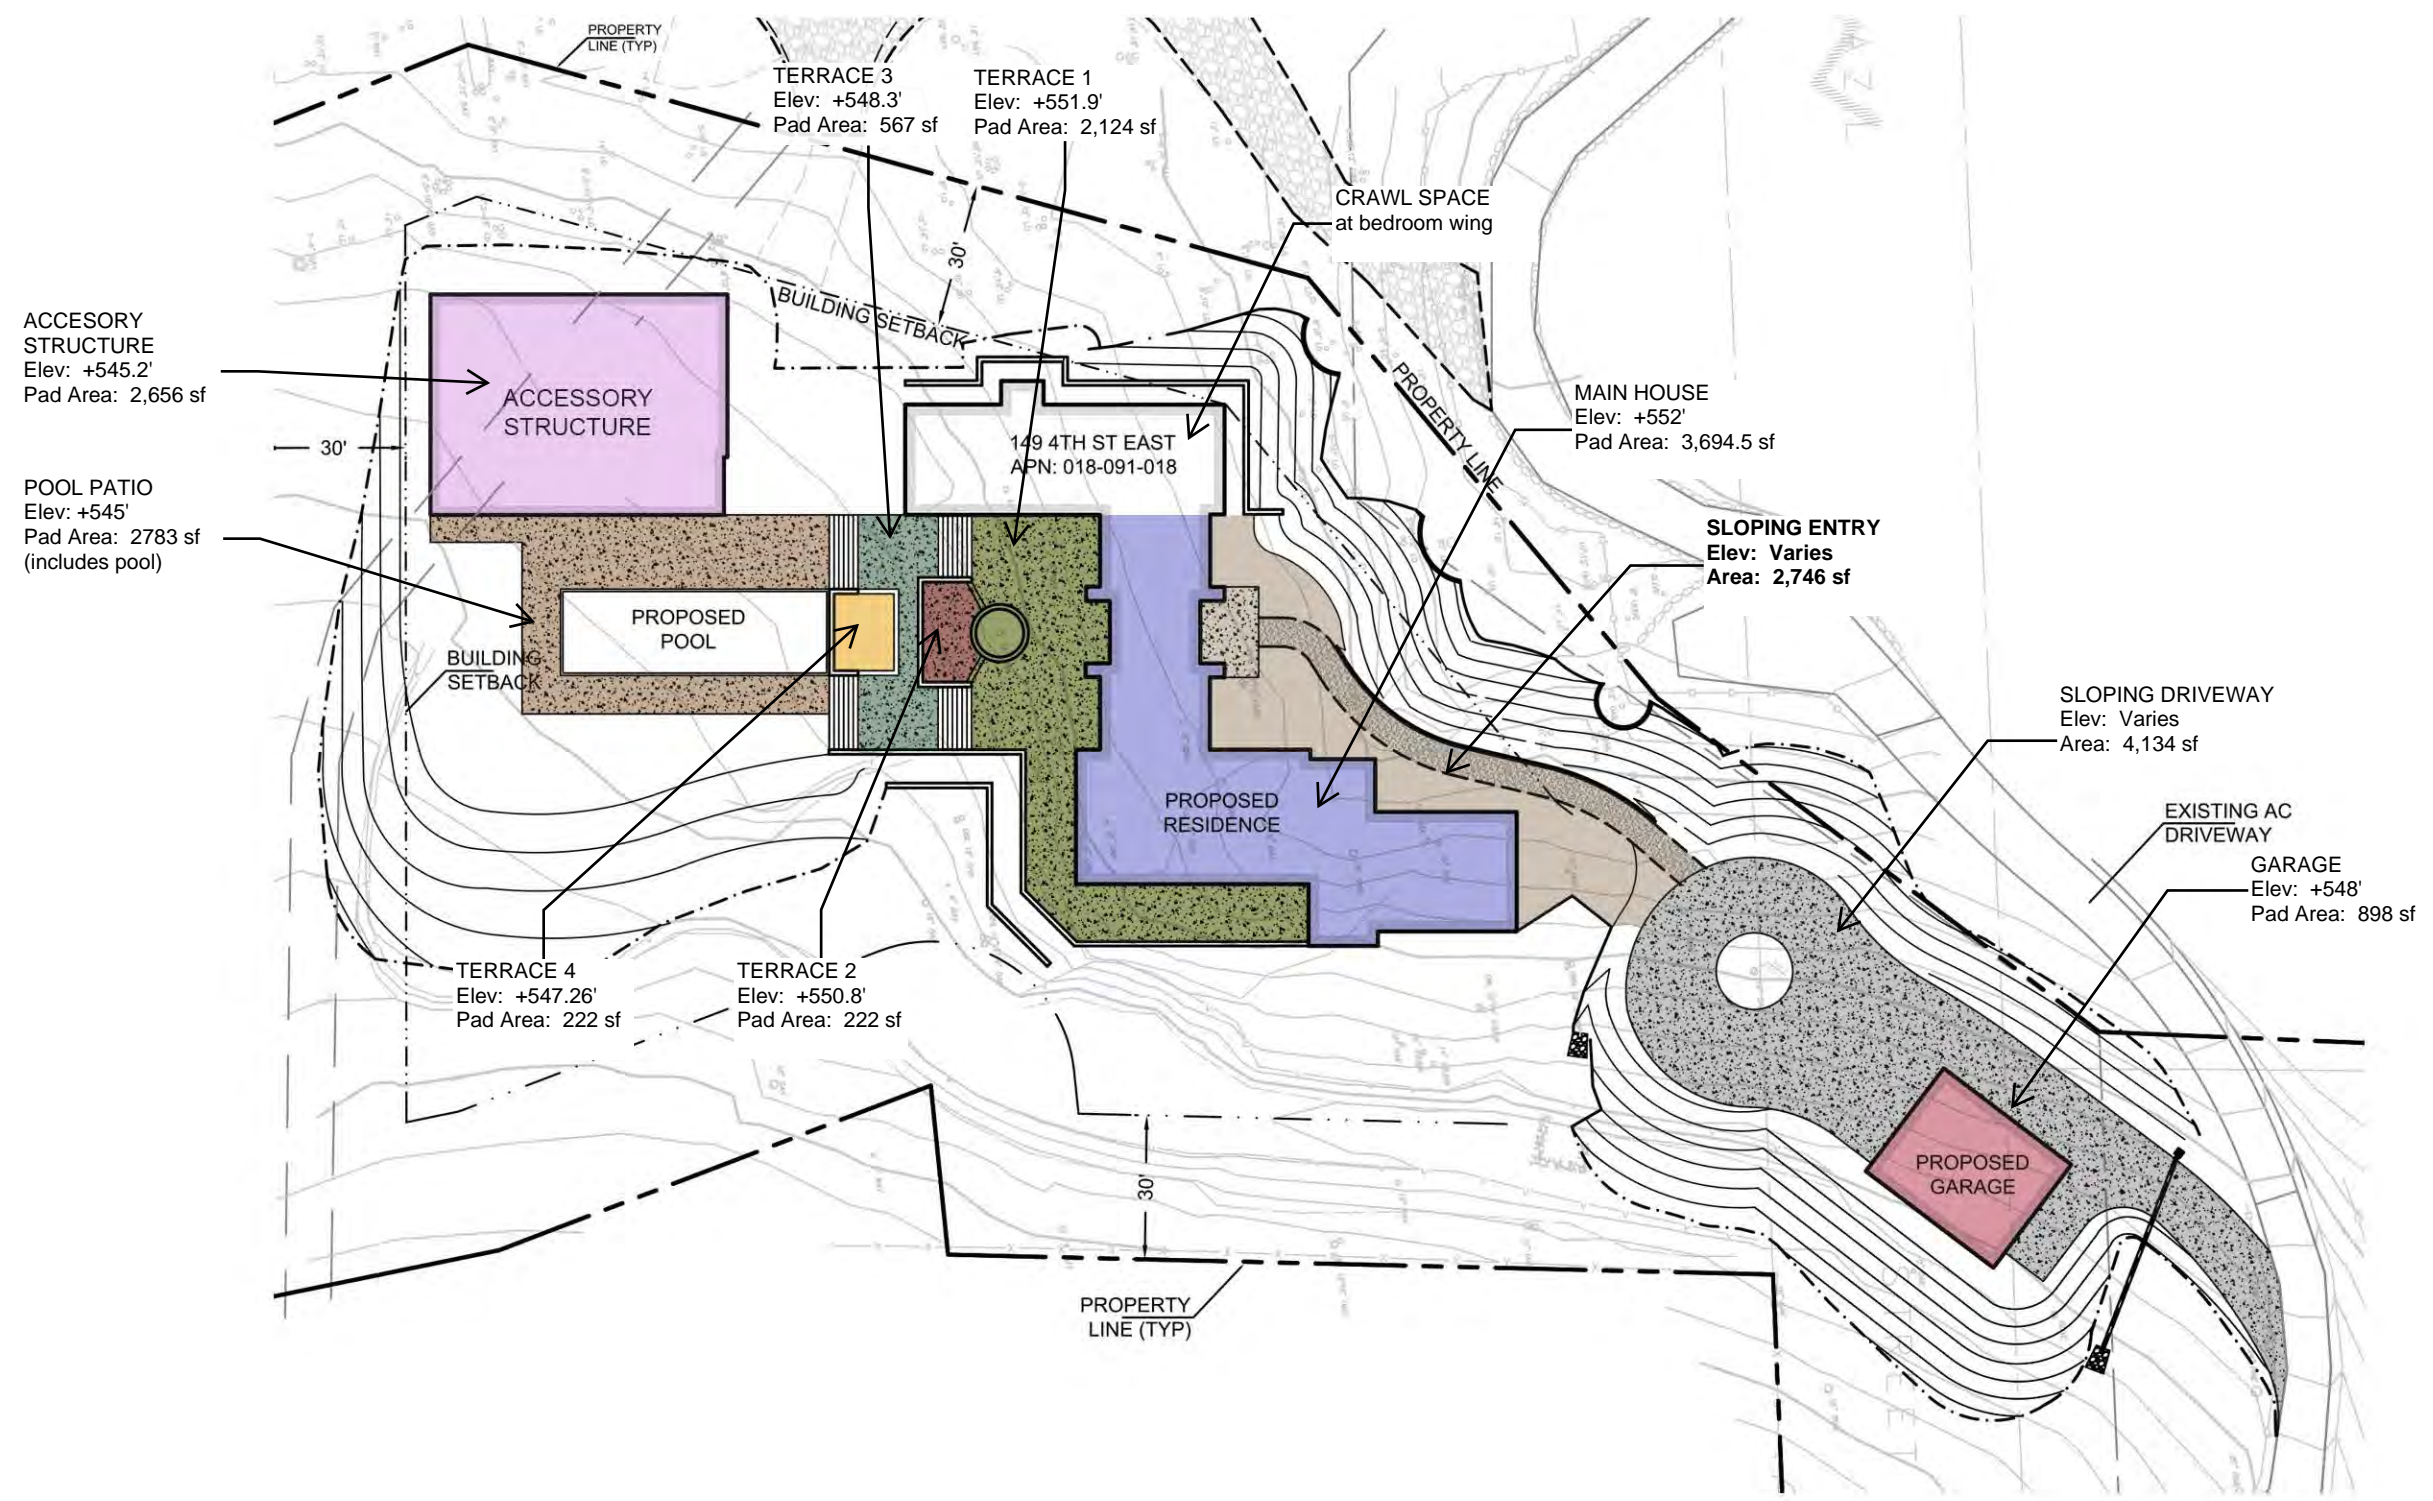 PROPERTY
LINE (TYP)
TERRACE 3
Elev: +548.3'
Pad Area: 567 sf
TERRACE 1
Elev: +551.9'
Pad Area: 2,124 sf
CRAWL SPACE
at bedroom wing
30'
BUILDING SETBACK
ACCESORY
STRUCTURE
Elev: +545.2'
Pad Area: 2,656 sf
ACCESSORY
STRUCTURE
30'
149 4TH ST EAST
APN: 018-091-018
PROPERTY LINE
MAIN HOUSE
Elev: +552'
Pad Area: 3,694.5 sf
POOL PATIO
Elev: +545'
Pad Area: 2783 sf
(includes pool)
SLOPING ENTRY
Elev: Varies
Area: 2,746 sf
PROPOSED
POOL
BUILDING
SETBACK
SLOPING DRIVEWAY
Elev: Varies
Area: 4,134 sf
PROPOSED
RESIDENCE
EXISTING AC
DRIVEWAY
GARAGE
Elev: +548'
Pad Area: 898 sf
TERRACE 4
Elev: +547.26'
Pad Area: 222 sf
TERRACE 2
Elev: +550.8'
Pad Area: 222 sf
30'
PROPOSED
GARAGE
PROPERTY
LINE (TYP)